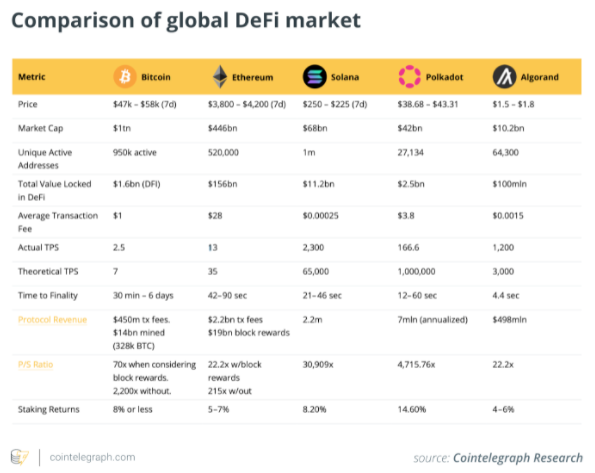 Comparison of global DeFi market
Metric Bitcoin Ethereum Solana Polkadot Algorand
Price $47k – $58k (7d) $3,800 – $4,200 (7d) $250 – $225 (7d) $38.68 – $43.31 $1.5 – $1.8
Market Cap $1tn $446bn $68bn $42bn $10.2bn
Unique Active 950k active 520,000 1m 27,134 64,300
Addresses
Total Value Locked $1.6bn (DFI) $156bn $11.2bn $2.5bn $100mln
in DeFi
Average Transaction $1 $28 $0.00025 $3.8 $0.0015
Fee
Actual TPS 2.5 13 2,300 166.6 1,200
Theoretical TPS 7 35 65,000 1,000,000 3,000
Time to Finality 30 min – 6 days 42–90 sec 21–46 sec 12–60 sec 4.4 sec
Protocol Revenue $450m tx fees. $2.2bn tx fees 2.2m 7mln (annualized) $498mln
$14bn mined $19bn block rewards
(328k BTC)
P/S Ratio 70x when considering 22.2x w/block 30,909x 4,715.76x 22.2x
block rewards. rewards
2,200x without. 215x w/out
Staking Returns 8% or less 5–7% 8.20% 14.60% 4–6%
cointelegraph.com source: Cointelegraph Research